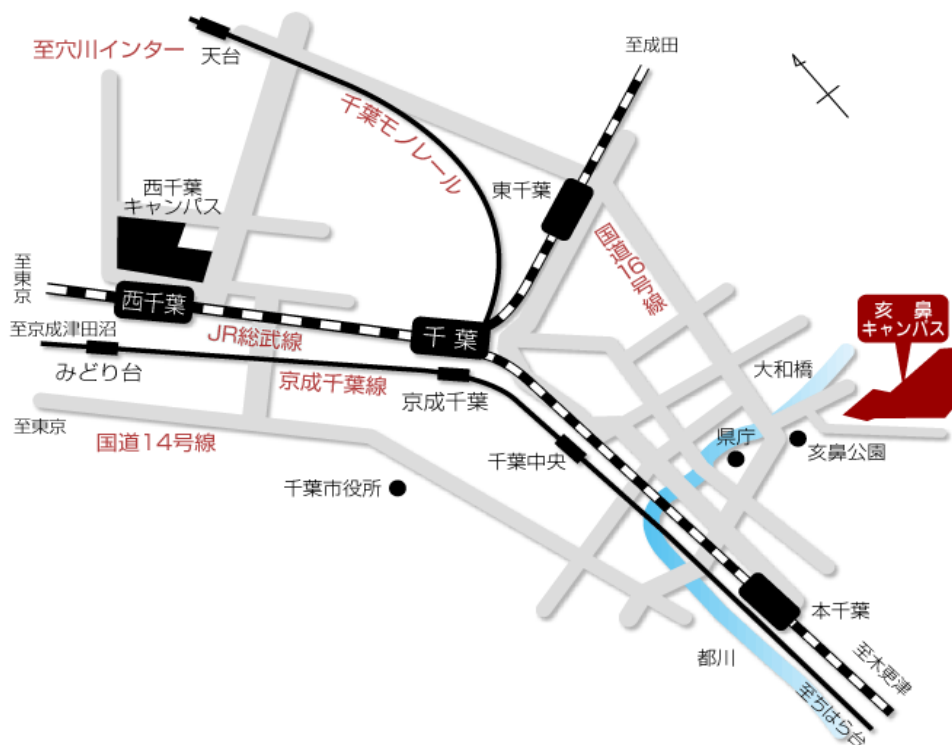 至成田
至穴川インター
天台
千葉モノレール
東千葉
西千葉
キャンパス
国道16号線
至東京
西千葉
亥鼻
キャンパス
千葉
至京成津田沼
JR総武線
大和橋
みどり台
京成千葉線
京成千葉
至東京
国道14号線
県庁
亥鼻公園
千葉中央
千葉市役所
本千葉
都川
至木更津
至ちはら台